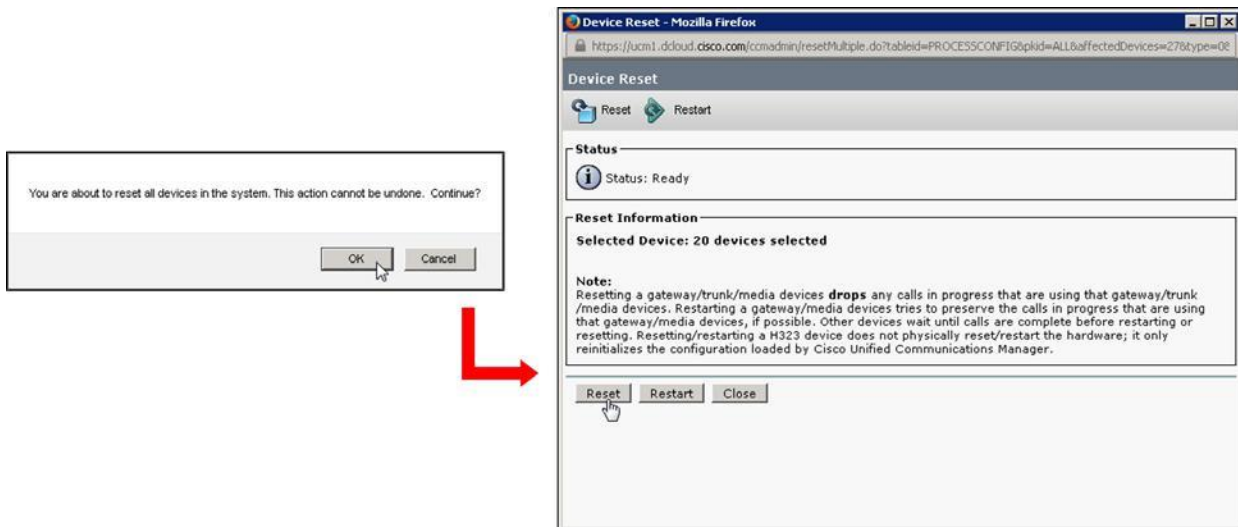 You are about to reset all devices in the system. This action cannot be undone. Continue?
OK
Cancel
Device Reset - Mozilla Firefox
https://ucm1.dcloud.cisco.com/ccmadmin/resetMultiple.do?tableid=PROCESSCONFIG&pkid=ALL&affectedDevices=27&type=08
Device Reset
Reset Restart
Status
Status: Ready
Reset Information
Selected Device: 20 devices selected
Note:
Resetting a gateway/trunk/media devices drops any calls in progress that are using that gateway/trunk
/media devices. Restarting a gateway/media devices tries to preserve the calls in progress that are using
that gateway/media devices, if possible. Other devices wait until calls are complete before restarting or
resetting. Resetting/restarting a H323 device does not physically reset/restart the hardware; it only
reinitializes the configuration loaded by Cisco Unified Communications Manager.
Reset Restart Close